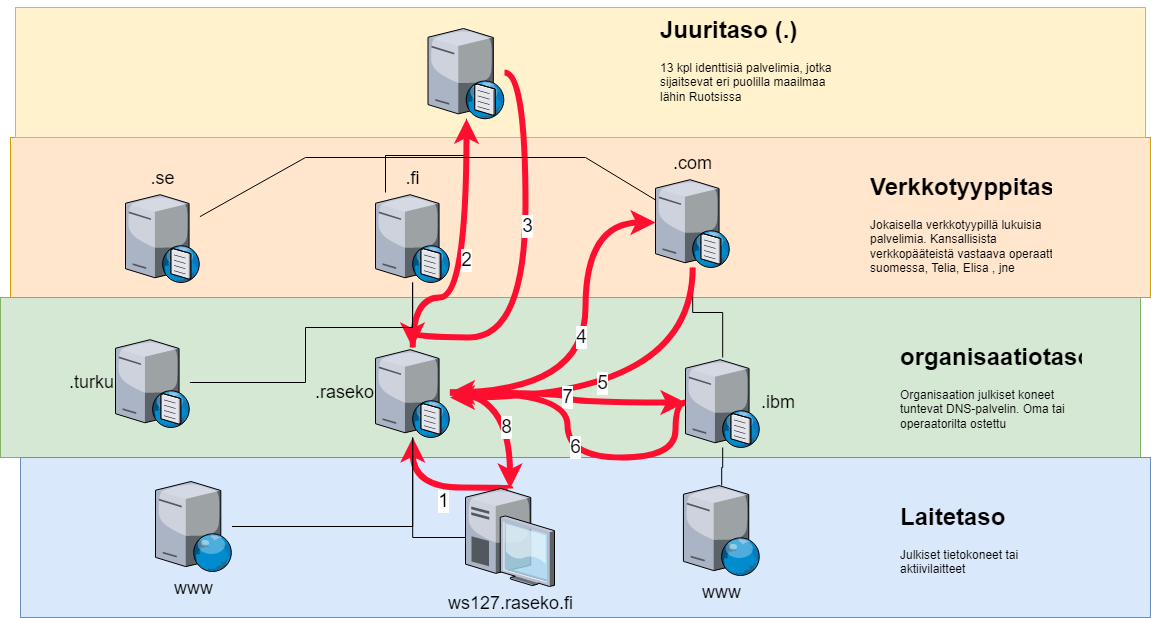 Juuritaso (.)
13 kpl identtisiä palvelimia, jotka
sijaitsevat eri puolilla maailmaa
lähin Ruotsissa
.se
.fi
.com
Verkkotyyppitas
Jokaisella verkkotyypillä lukuisia
palvelimia. Kansallisista
verkkopääteistä vastaava operaatt
suomessa, Telia, Elisa , jne
3
2
4
organisaatiotaso
Organisaation julkiset koneet
tuntevat DNS-palvelin. Oma tai
operaatorilta ostettu
.turku
.raseko
5
7
.ibm
8
6
1
Laitetaso
Julkiset tietokoneet tai
aktiivilaitteet
www
ws127.raseko.fi
www